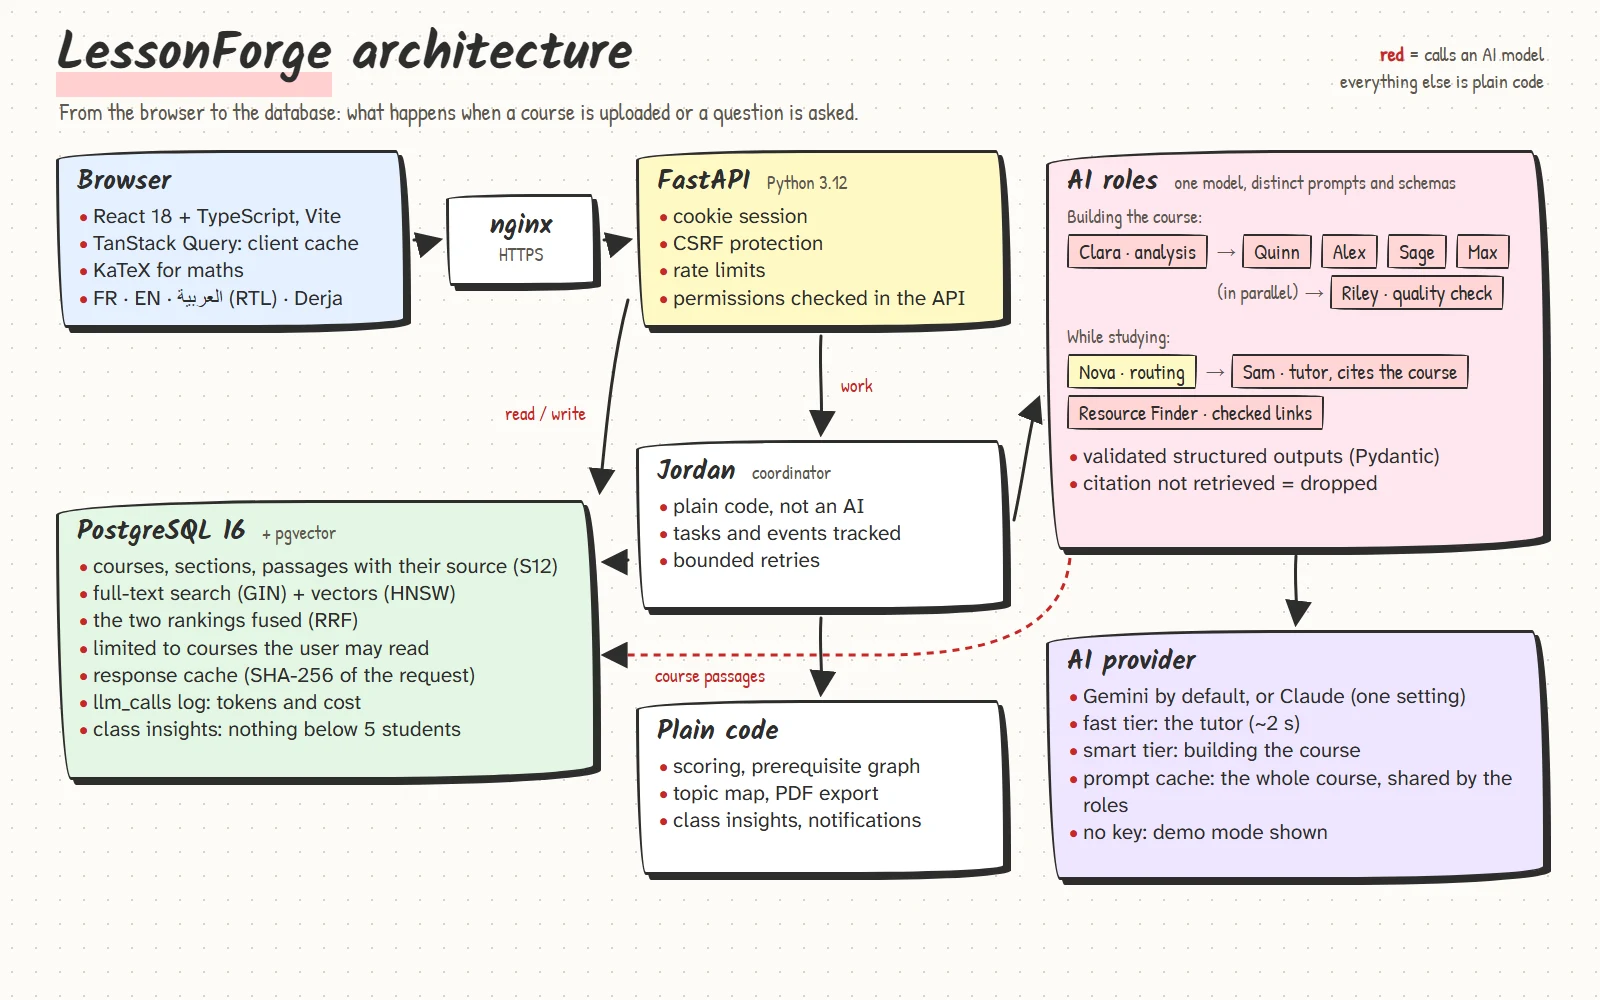 LessonForge architecture
red = calls an AI model
everything else is plain code
From the browser to the database: what happens when a course is uploaded or a question is asked.
Browser
React 18 + TypeScript, Vite
TanStack Query: client cache
KaTeX for maths
FR · EN · العربية (RTL) · Derja
nginx
HTTPS
FastAPI Python 3.12
cookie session
CSRF protection
rate limits
permissions checked in the API
AI roles one model, distinct prompts and schemas
Building the course:
Clara · analysis → Quinn Alex Sage Max
(in parallel) → Riley · quality check
While studying:
Nova · routing → Sam · tutor, cites the course
Resource Finder · checked links
validated structured outputs (Pydantic)
citation not retrieved = dropped
read / write
work
Jordan coordinator
plain code, not an AI
tasks and events tracked
bounded retries
PostgreSQL 16 + pgvector
courses, sections, passages with their source (S12)
full-text search (GIN) + vectors (HNSW)
the two rankings fused (RRF)
limited to courses the user may read
response cache (SHA-256 of the request)
llm_calls log: tokens and cost
class insights: nothing below 5 students
course passages
Plain code
scoring, prerequisite graph
topic map, PDF export
class insights, notifications
AI provider
Gemini by default, or Claude (one setting)
fast tier: the tutor (~2 s)
smart tier: building the course
prompt cache: the whole course, shared by the
roles
no key: demo mode shown